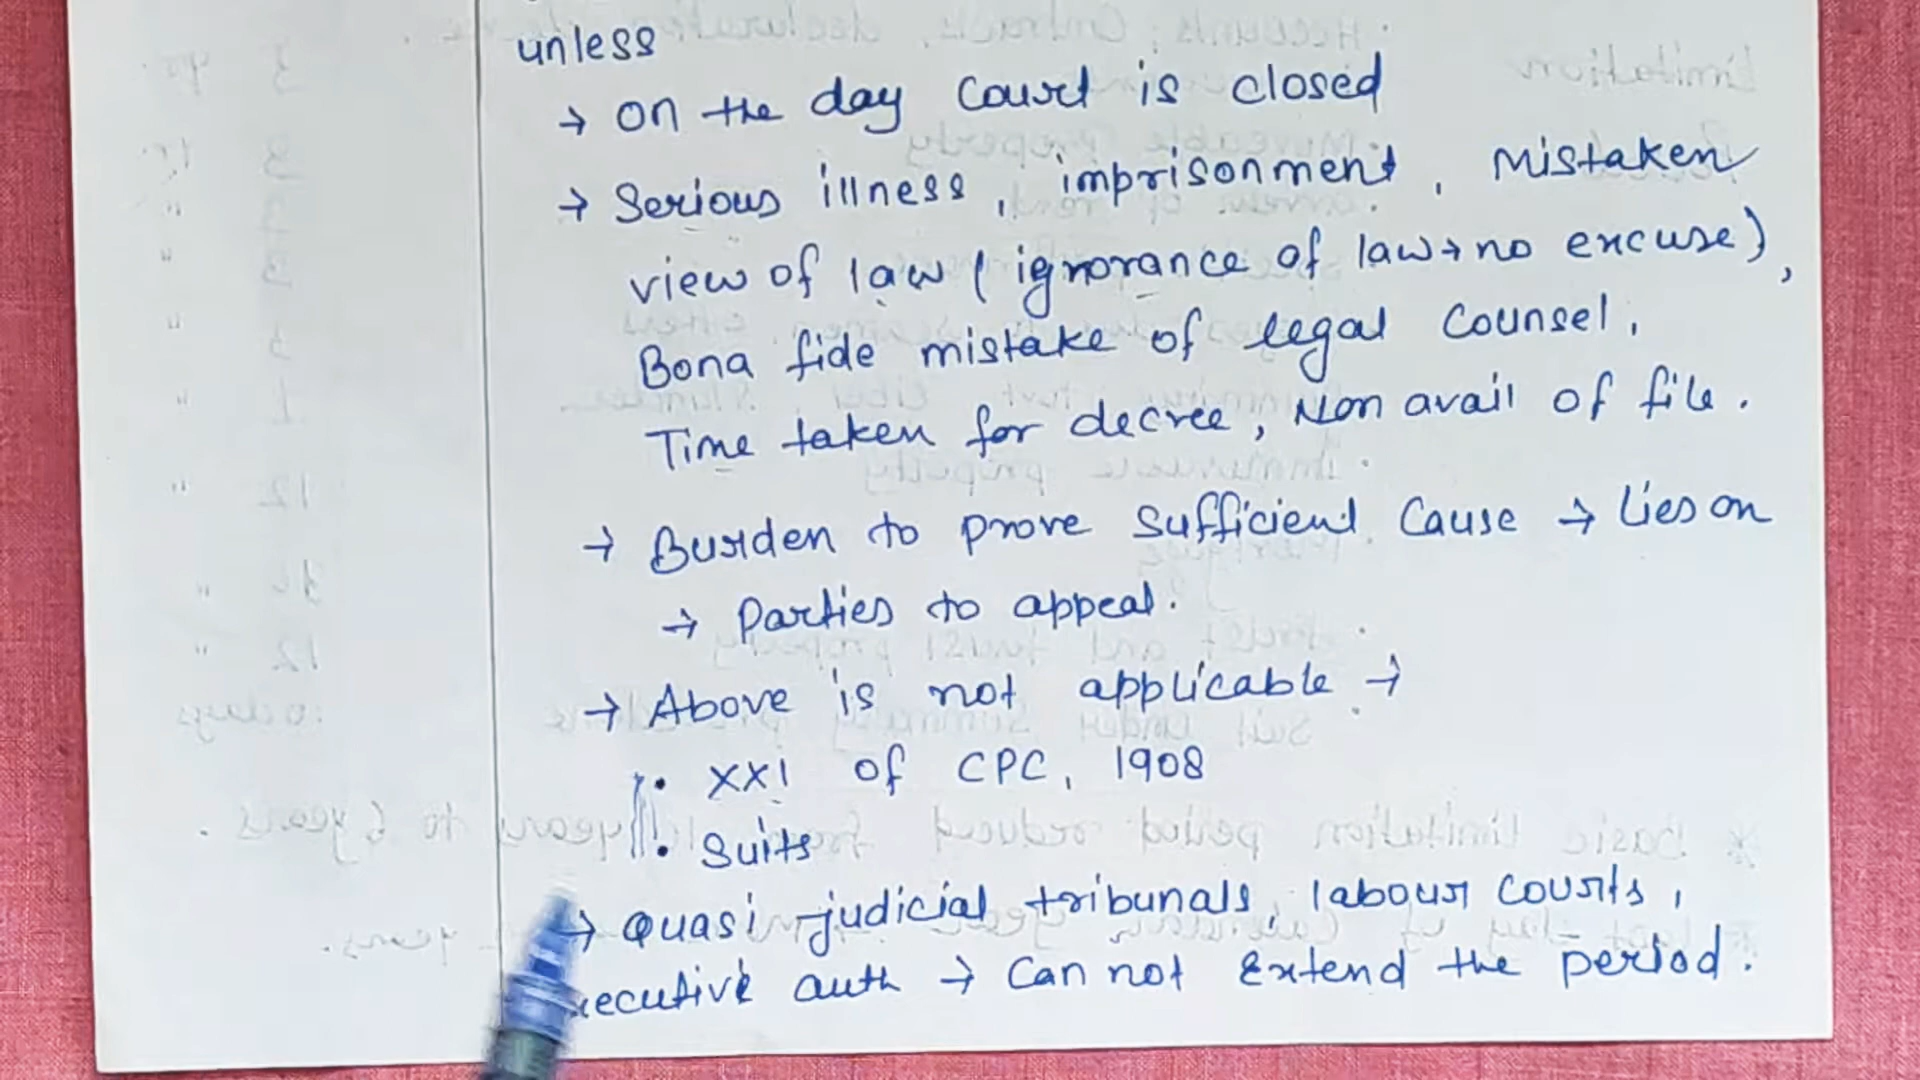 unless
→ on the day Court is closed
→ Serious illness, imprisonment, Mistaken
view of law (ignorance of law → no excuse),
Bona fide mistake of legal Counsel,
Time taken for decree, Non avail of file.
→ Burden to prove Sufficient Cause → Lies on
→ Parties to appeal.
→ Above is not applicable →
• XXI of CPC, 1908
• Suits
→ Quasi-judicial tribunals, labour Courts,
executive auth → Can not Extend the period.